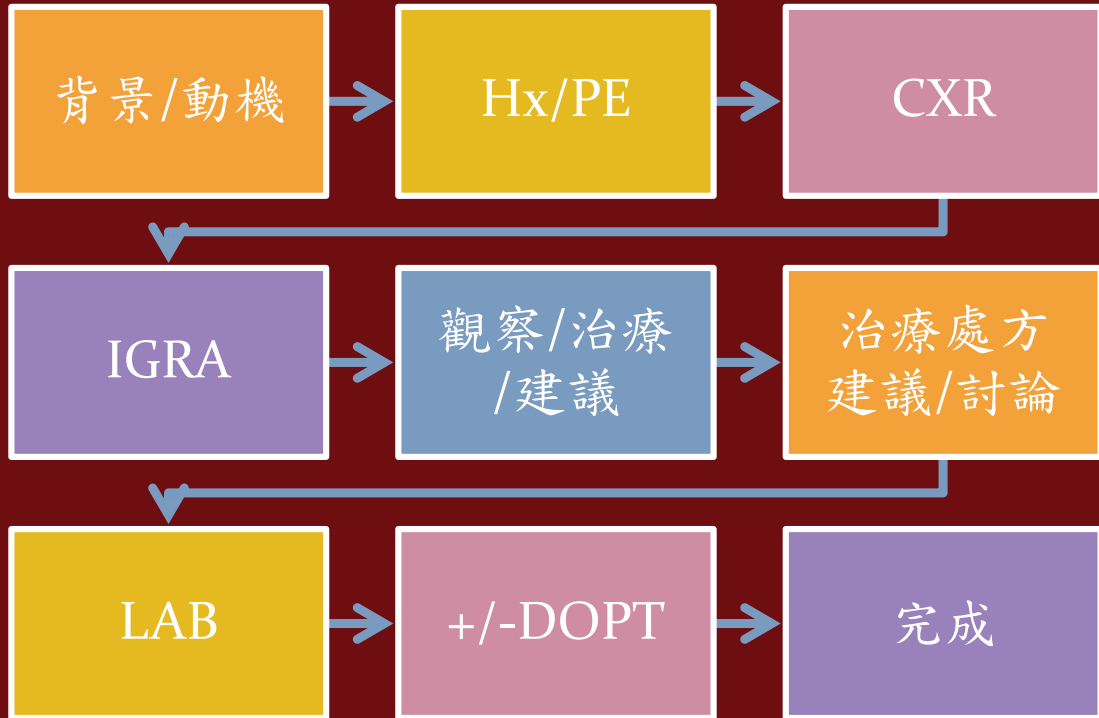 背景/動機
Hx/PE
CXR
IGRA
觀察/治療
/建議
治療處方
建議/討論
LAB
+/-DOPT
完成